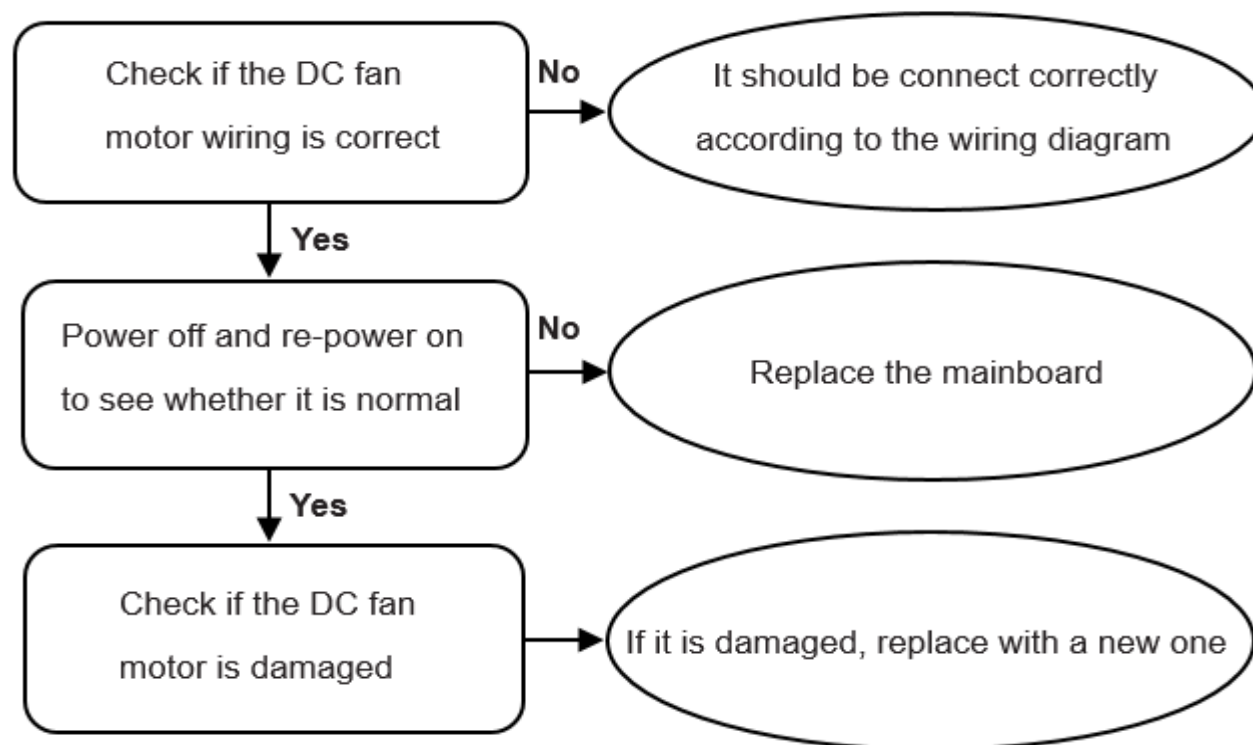 Check if the DC fan
motor wiring is correct
No
It should be connect correctly
according to the wiring diagram
Yes
Power off and re-power on
to see whether it is normal
No
Replace the mainboard
Yes
Check if the DC fan
motor is damaged
If it is damaged, replace with a new one